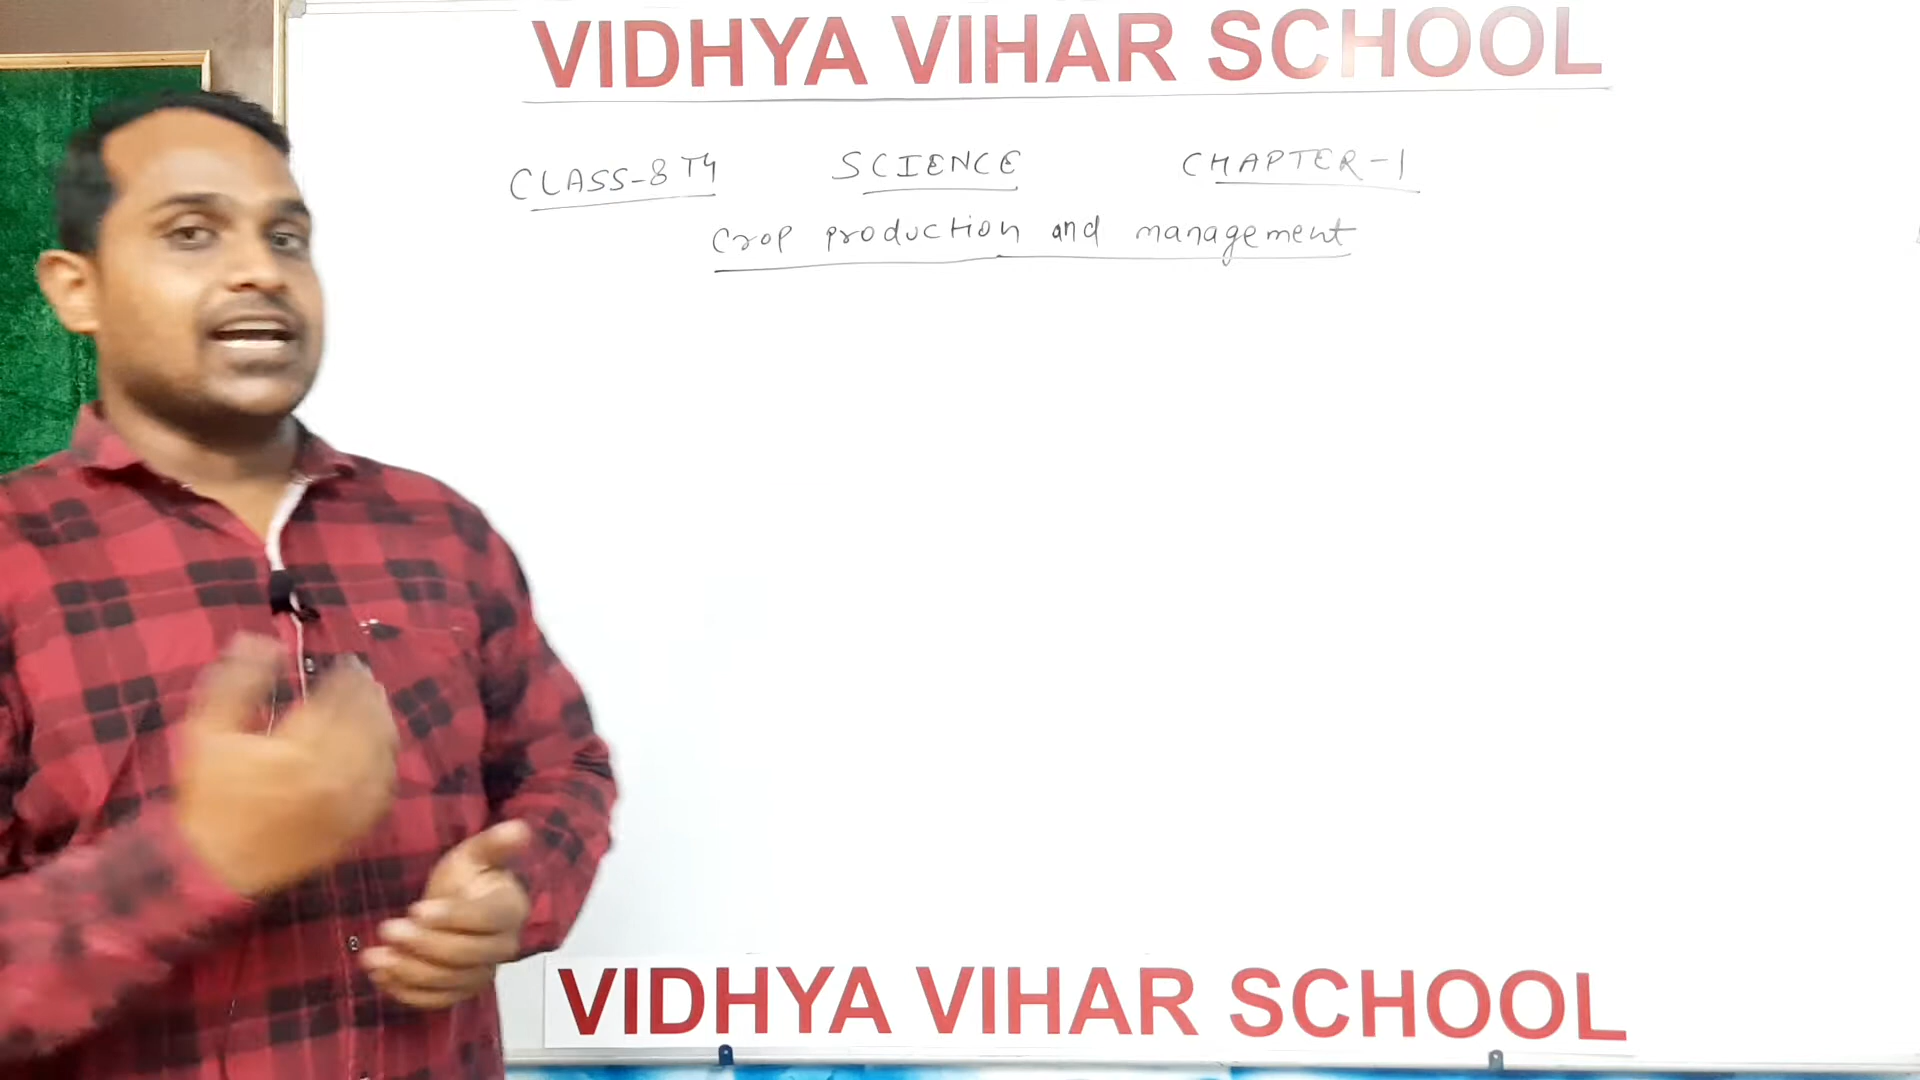 VIDHYA VIHAR SCHOOL
CLASS-8TH SCIENCE CHAPTER-1
Crop production and management
VIDHYA VIHAR SCHOOL